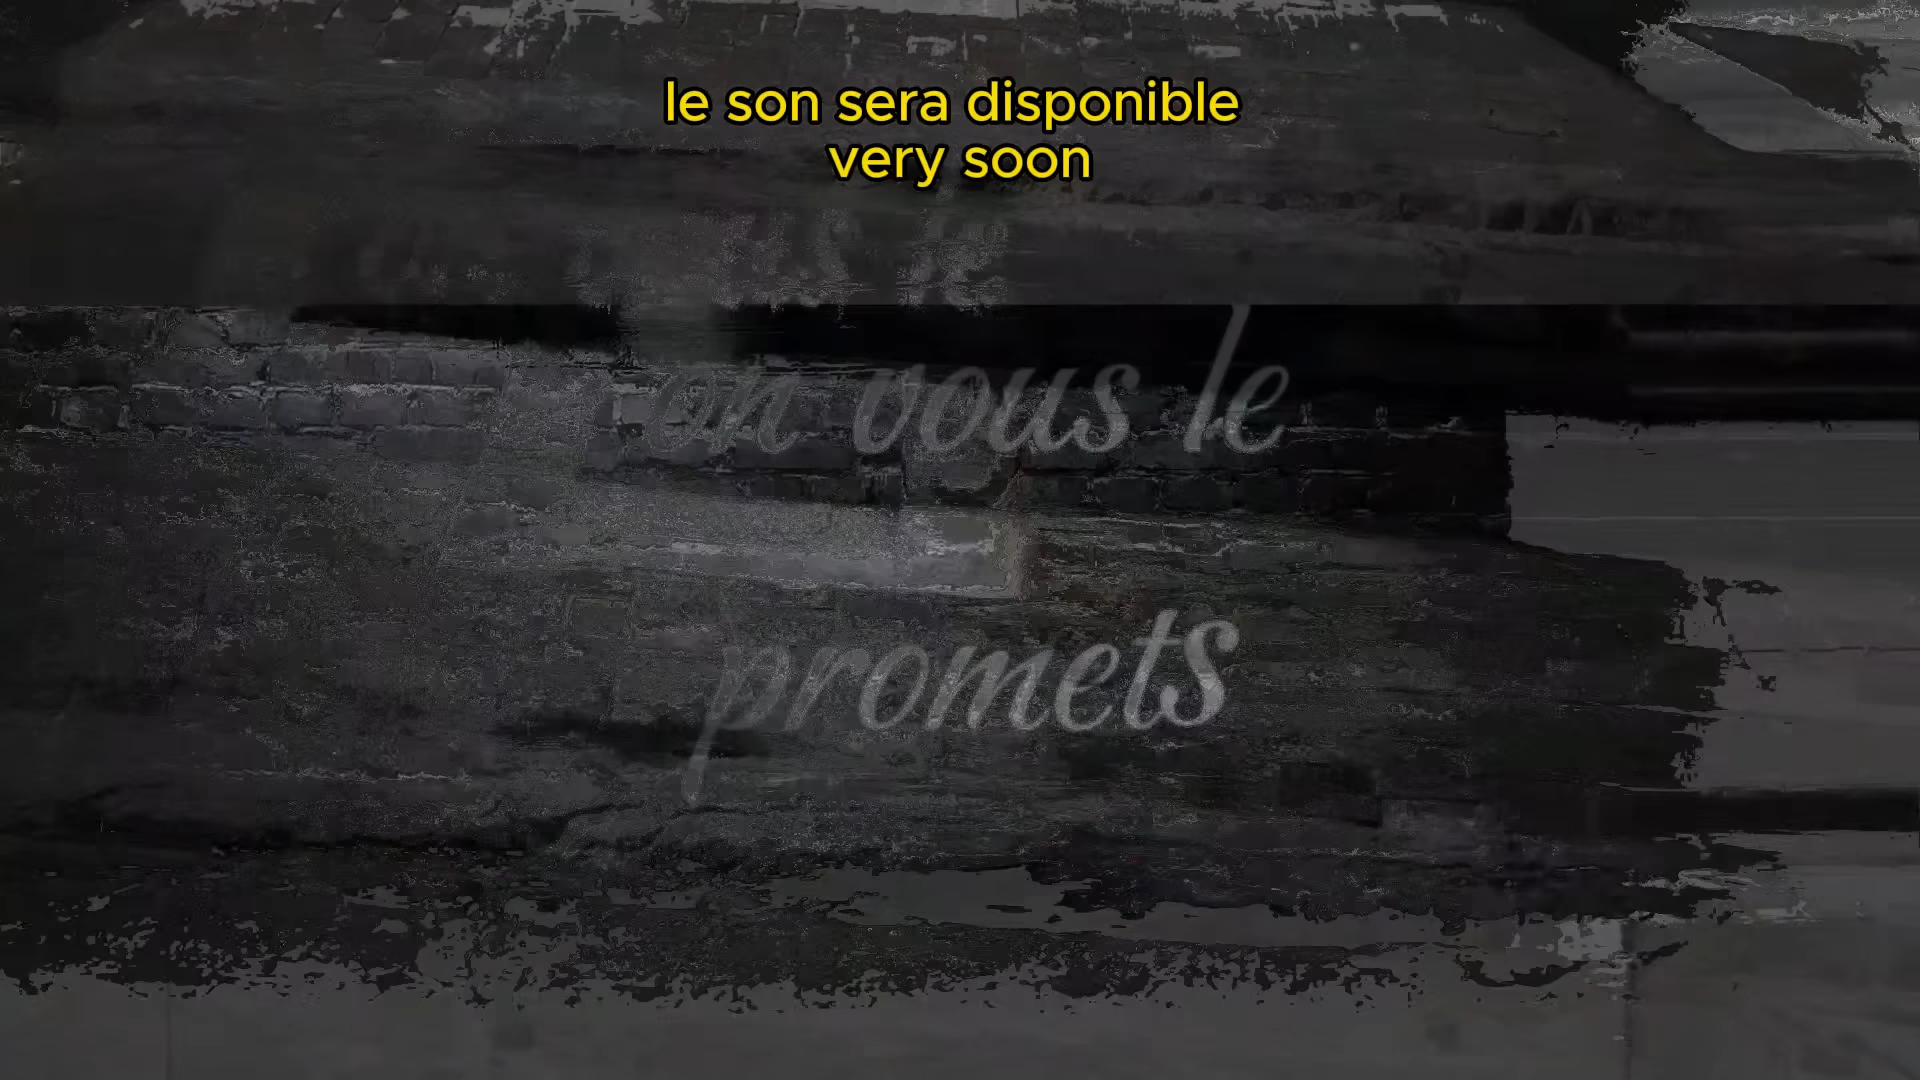 le son sera disponible
very soon
on vous le
promets